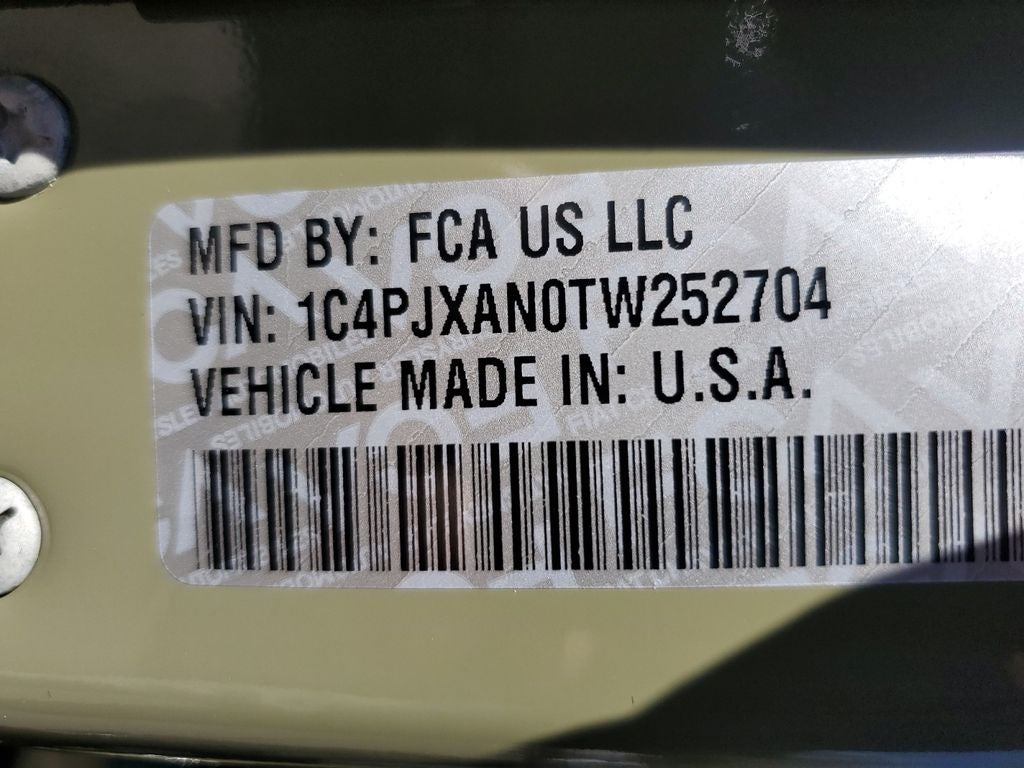 MFD BY: FCA US LLC
VIN: 1C4PJXAN0TW252704
VEHICLE MADE IN: U.S.A.